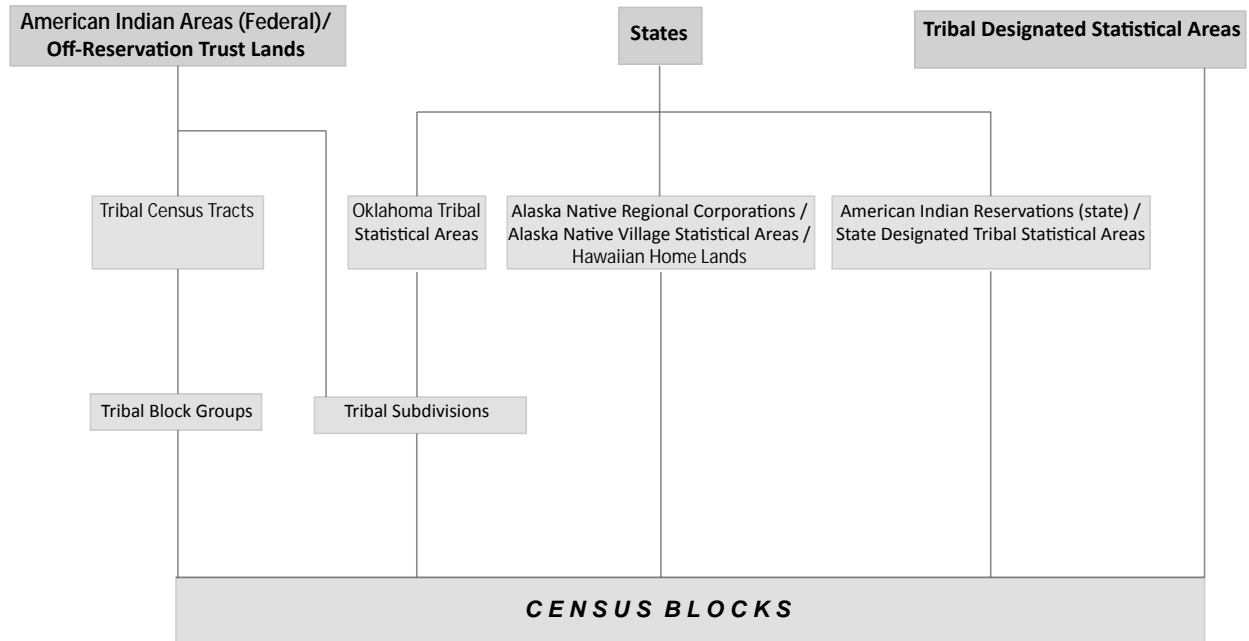 American Indian Areas (Federal)/
Off-Reservation Trust Lands
States
Tribal Designated Statistical Areas
Tribal Census Tracts
Oklahoma Tribal
Statistical Areas
Alaska Native Regional Corporations /
Alaska Native Village Statistical Areas /
Hawaiian Home Lands
American Indian Reservations (state) /
State Designated Tribal Statistical Areas
Tribal Block Groups
Tribal Subdivisions
CENSUS BLOCKS